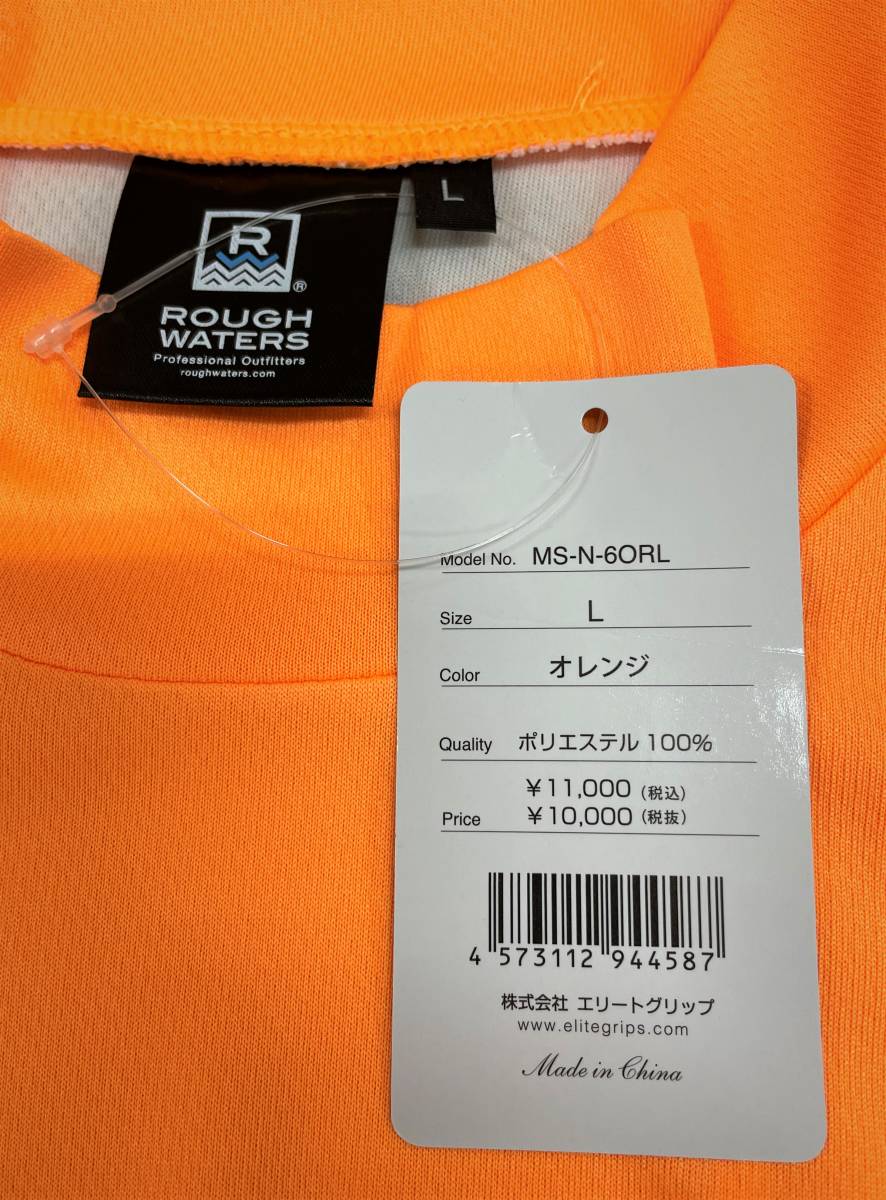 R
®
ROUGH
WATERS
Professional Outfitters
roughwaters.com
L
Model No. MS-N-6ORL
Size L
Color オレンジ
Quality ポリエステル 100%
¥11,000 (税込)
Price ¥10,000 (税抜)
4 573112 944587
株式会社 エリートグリップ
www.elitegrips.com
Made in China